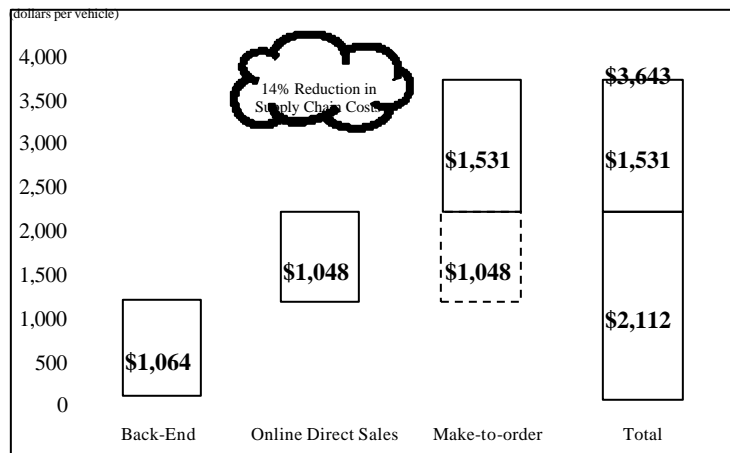 (dollars per vehicle)
4,000
3,500
3,000
2,500
2,000
1,500
1,000
500
0
14% Reduction in
Supply Chain Costs
$1,064
$1,048
$1,531
$1,048
$3,643
$1,531
$2,112
Back-End
Online Direct Sales
Make-to-order
Total